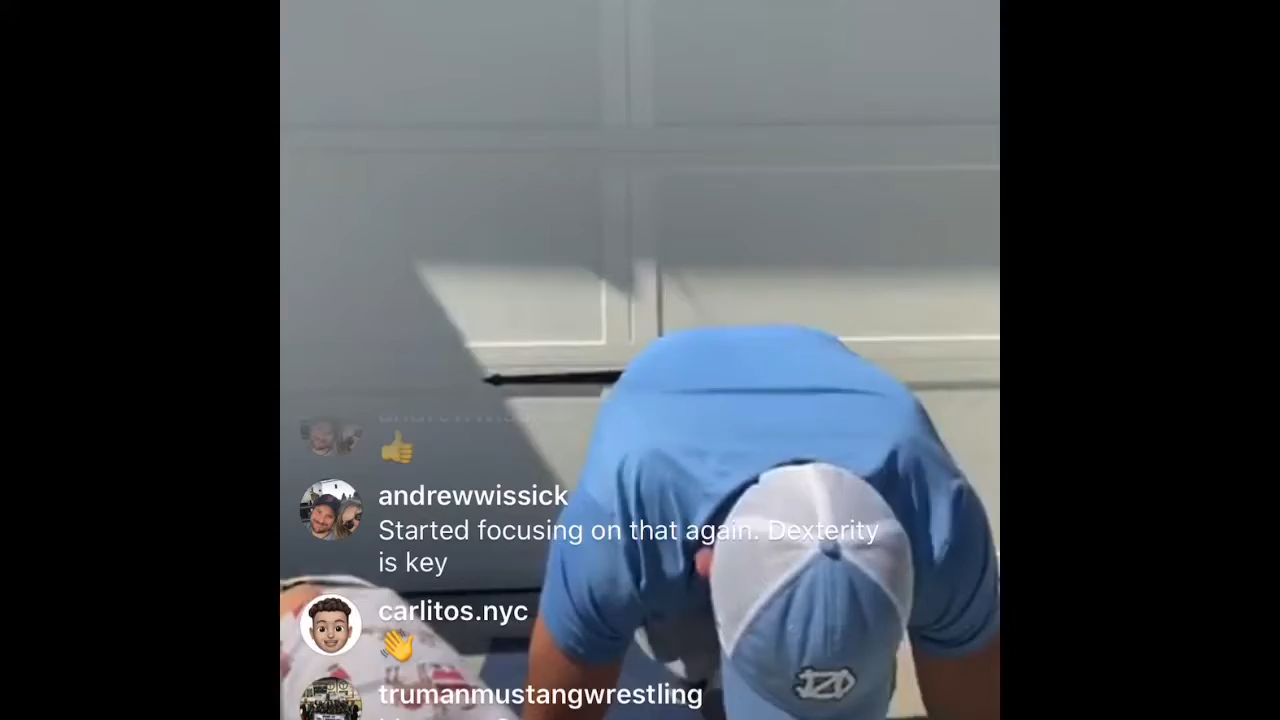 andrewwissick
Started focusing on that again. Dexterity
is key
carlitos.nyc
trumanmustangwrestling